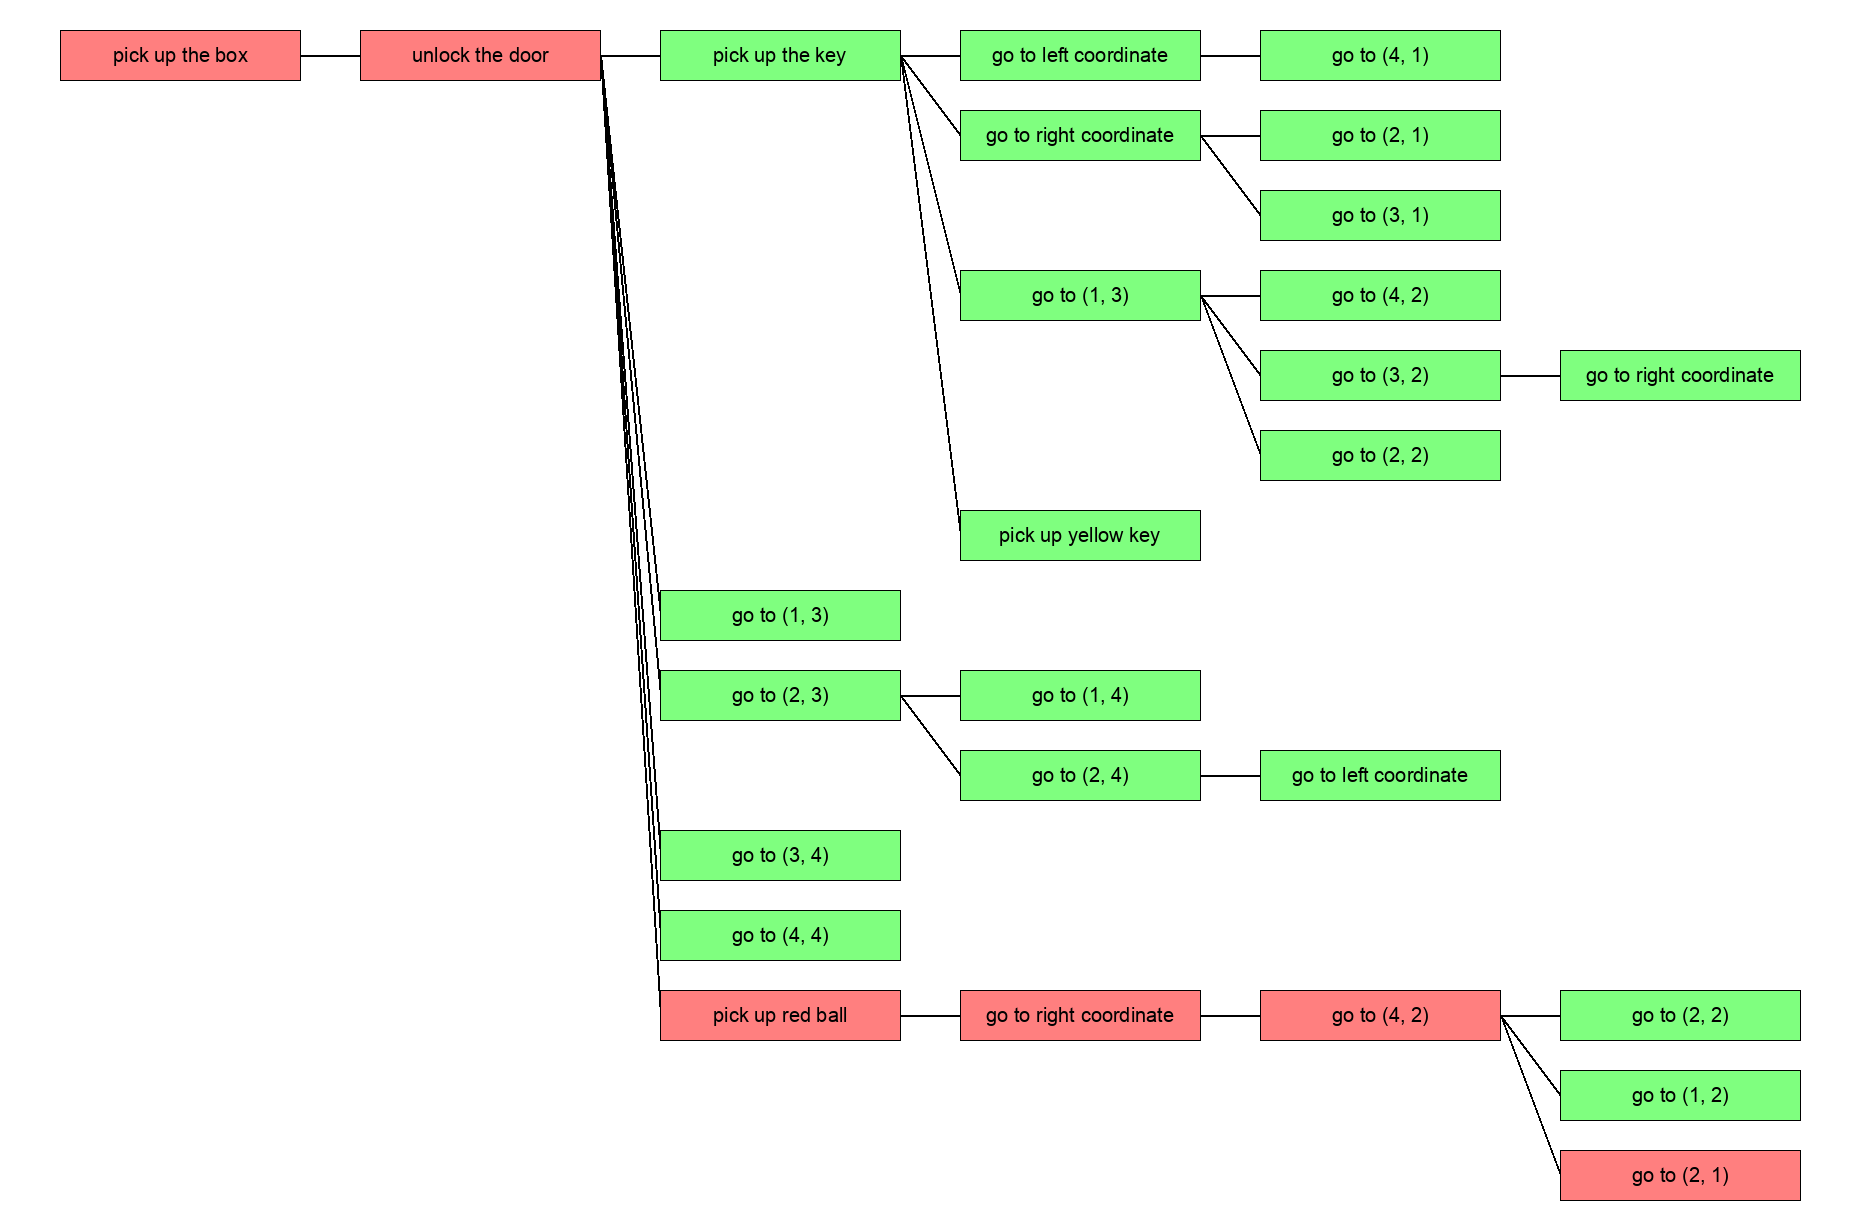 pick up the box
unlock the door
pick up the key
go to left coordinate
go to (4, 1)
go to right coordinate
go to (2, 1)
go to (3, 1)
go to (1, 3)
go to (4, 2)
go to (3, 2)
go to right coordinate
go to (2, 2)
pick up yellow key
go to (1, 3)
go to (2, 3)
go to (1, 4)
go to (2, 4)
go to left coordinate
go to (3, 4)
go to (4, 4)
pick up red ball
go to right coordinate
go to (4, 2)
go to (2, 2)
go to (1, 2)
go to (2, 1)